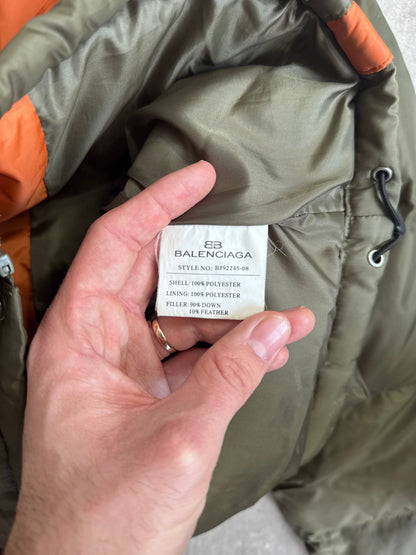 BB
BALENCIAGA
STYLE NO: BJ92245-08
SHELL: 100% POLYESTER
LINING: 100% POLYESTER
FILLER: 90% DOWN
10% FEATHER